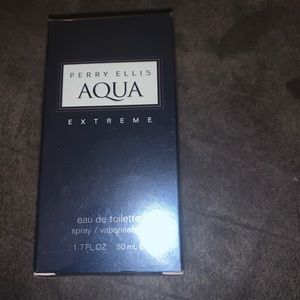 PERRY ELLIS
AQUA
EXTREME
eau de toilette
spray /
1.7 FL OZ 50 mL